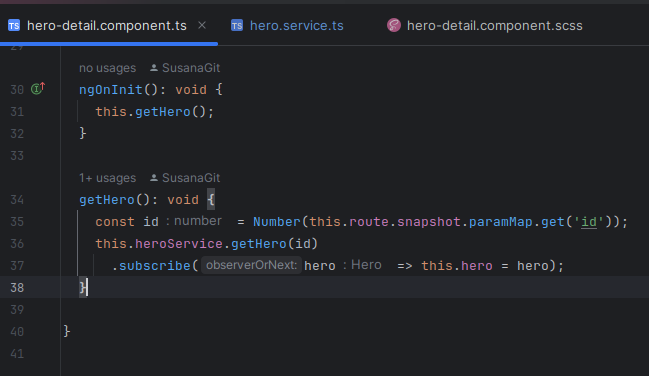 TS hero-detail.component.ts × TS hero.service.ts hero-detail.component.scss
29
no usages SusanaGit
30 ngOnInit(): void {
31 this.getHero();
32 }
33
1+ usages SusanaGit
34 getHero(): void {
35 const id : number = Number(this.route.snapshot.paramMap.get('id'));
36 this.heroService.getHero(id)
37 .subscribe( observerOrNext: hero : Hero => this.hero = hero);
38 }
39
40 }
41